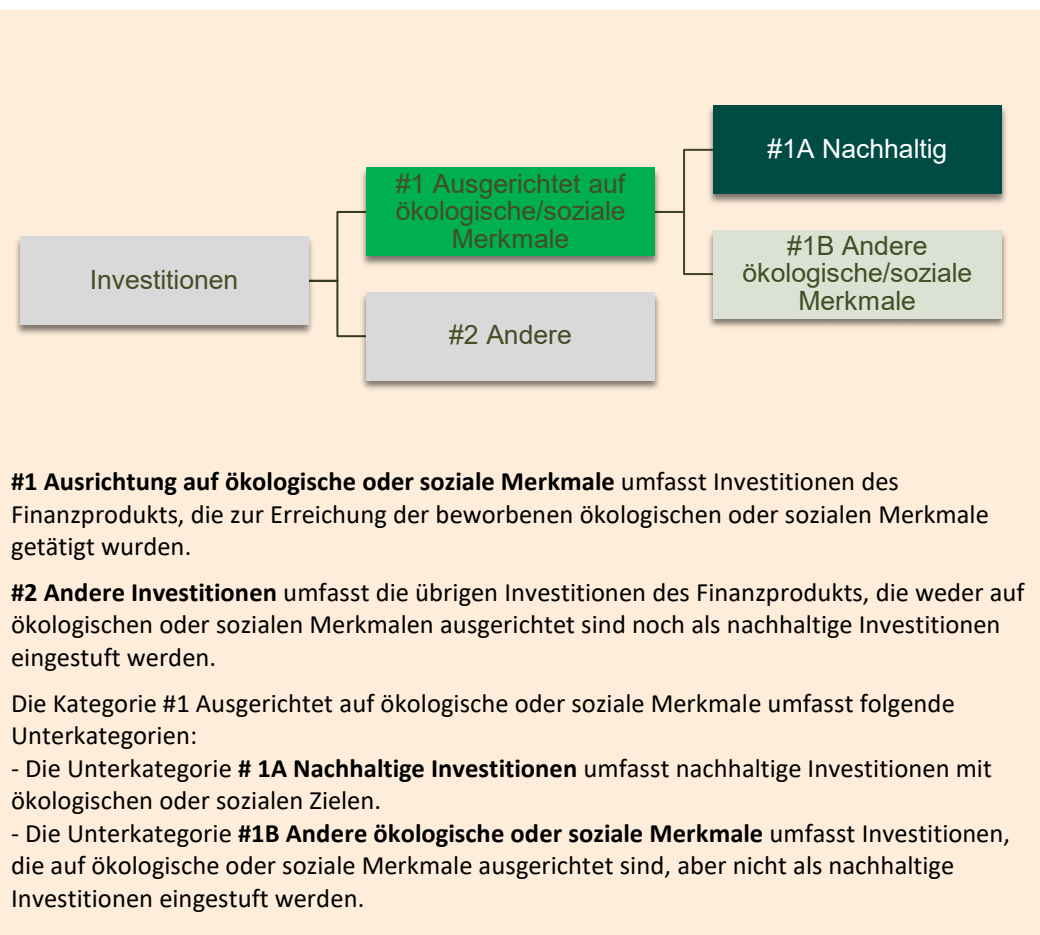 #1A Nachhaltig
#1 Ausgerichtet auf
ökologische/soziale
Merkmale
#1B Andere
ökologische/soziale
Merkmale
Investitionen
#2 Andere
#1 Ausrichtung auf ökologische oder soziale Merkmale umfasst Investitionen des
Finanzprodukts, die zur Erreichung der beworbenen ökologischen oder sozialen Merkmale
getätigt wurden.
#2 Andere Investitionen umfasst die übrigen Investitionen des Finanzprodukts, die weder auf
ökologischen oder sozialen Merkmalen ausgerichtet sind noch als nachhaltige Investitionen
eingestuft werden.
Die Kategorie #1 Ausgerichtet auf ökologische oder soziale Merkmale umfasst folgende
Unterkategorien:
- Die Unterkategorie # 1A Nachhaltige Investitionen umfasst nachhaltige Investitionen mit
ökologischen oder sozialen Zielen.
- Die Unterkategorie #1B Andere ökologische oder soziale Merkmale umfasst Investitionen,
die auf ökologische oder soziale Merkmale ausgerichtet sind, aber nicht als nachhaltige
Investitionen eingestuft werden.